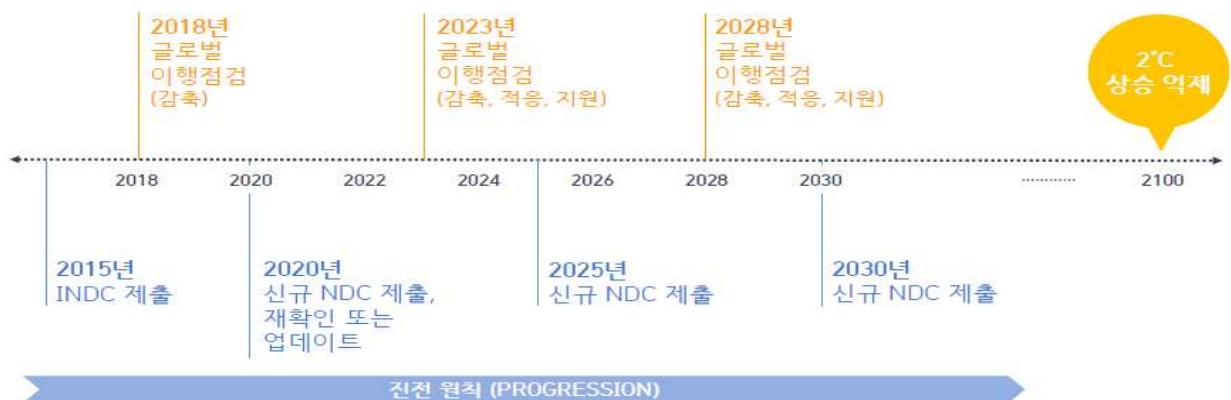 2018년
글로벌
이행점검
(감축)
2023년
글로벌
이행점검
(감축, 적응, 지원)
2028년
글로벌
이행점검
(감축, 적응, 지원)
2℃
상승 억제
2018 2020 2022 2024 2026 2028 2030 ............ 2100
2015년
INDC 제출
2020년
신규 NDC 제출,
재확인 또는
업데이트
2025년
신규 NDC 제출
2030년
신규 NDC 제출
진전 원칙 (PROGRESSION)